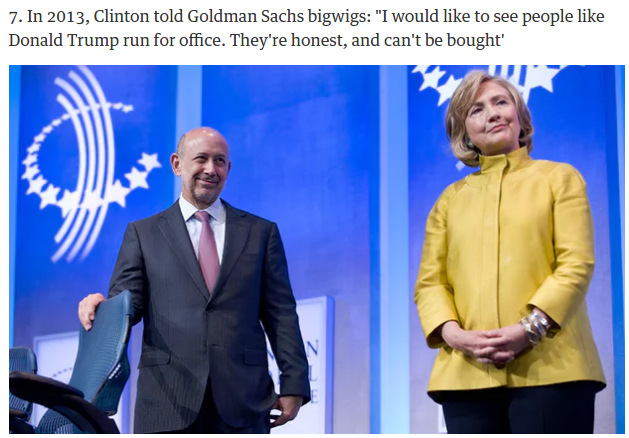 7. In 2013, Clinton told Goldman Sachs bigwigs: "I would like to see people like
Donald Trump run for office. They're honest, and can't be bought'
N
L
E